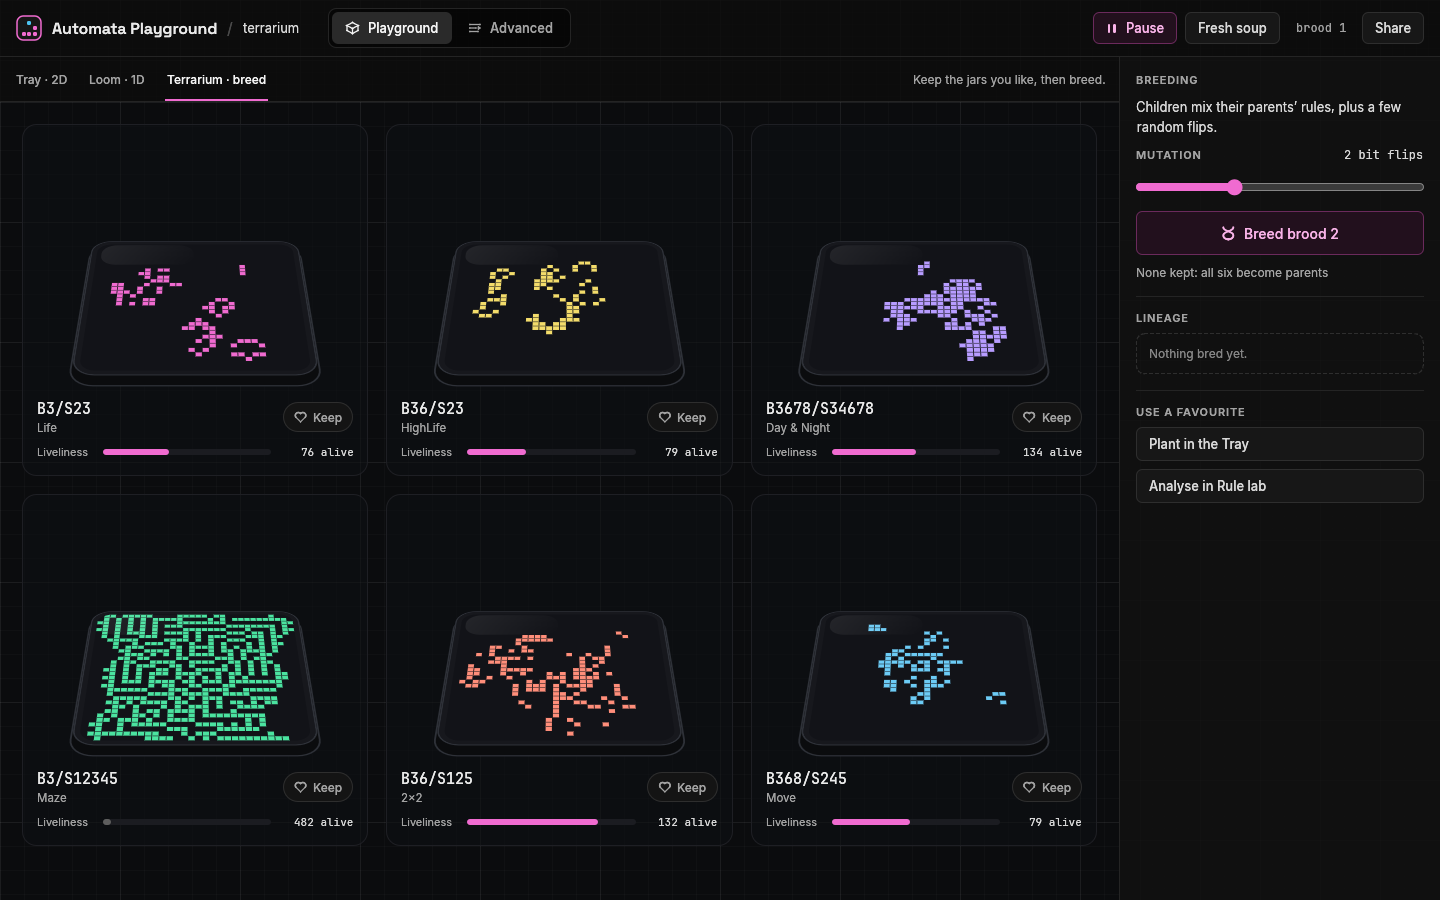 Automata Playground / terrarium
Playground
Advanced
Pause
Fresh soup
brood 1
Share
Tray · 2D
Loom · 1D
Terrarium · breed
Keep the jars you like, then breed.
B3/S23
Life
Keep
Liveliness
76 alive
B36/S23
HighLife
Keep
Liveliness
79 alive
B3678/S34678
Day & Night
Keep
Liveliness
134 alive
B3/S12345
Maze
Keep
Liveliness
482 alive
B36/S125
2×2
Keep
Liveliness
132 alive
B368/S245
Move
Keep
Liveliness
79 alive
BREEDING
Children mix their parents’ rules, plus a few
random flips.
MUTATION
2 bit flips
Breed brood 2
None kept: all six become parents
LINEAGE
Nothing bred yet.
USE A FAVOURITE
Plant in the Tray
Analyse in Rule lab